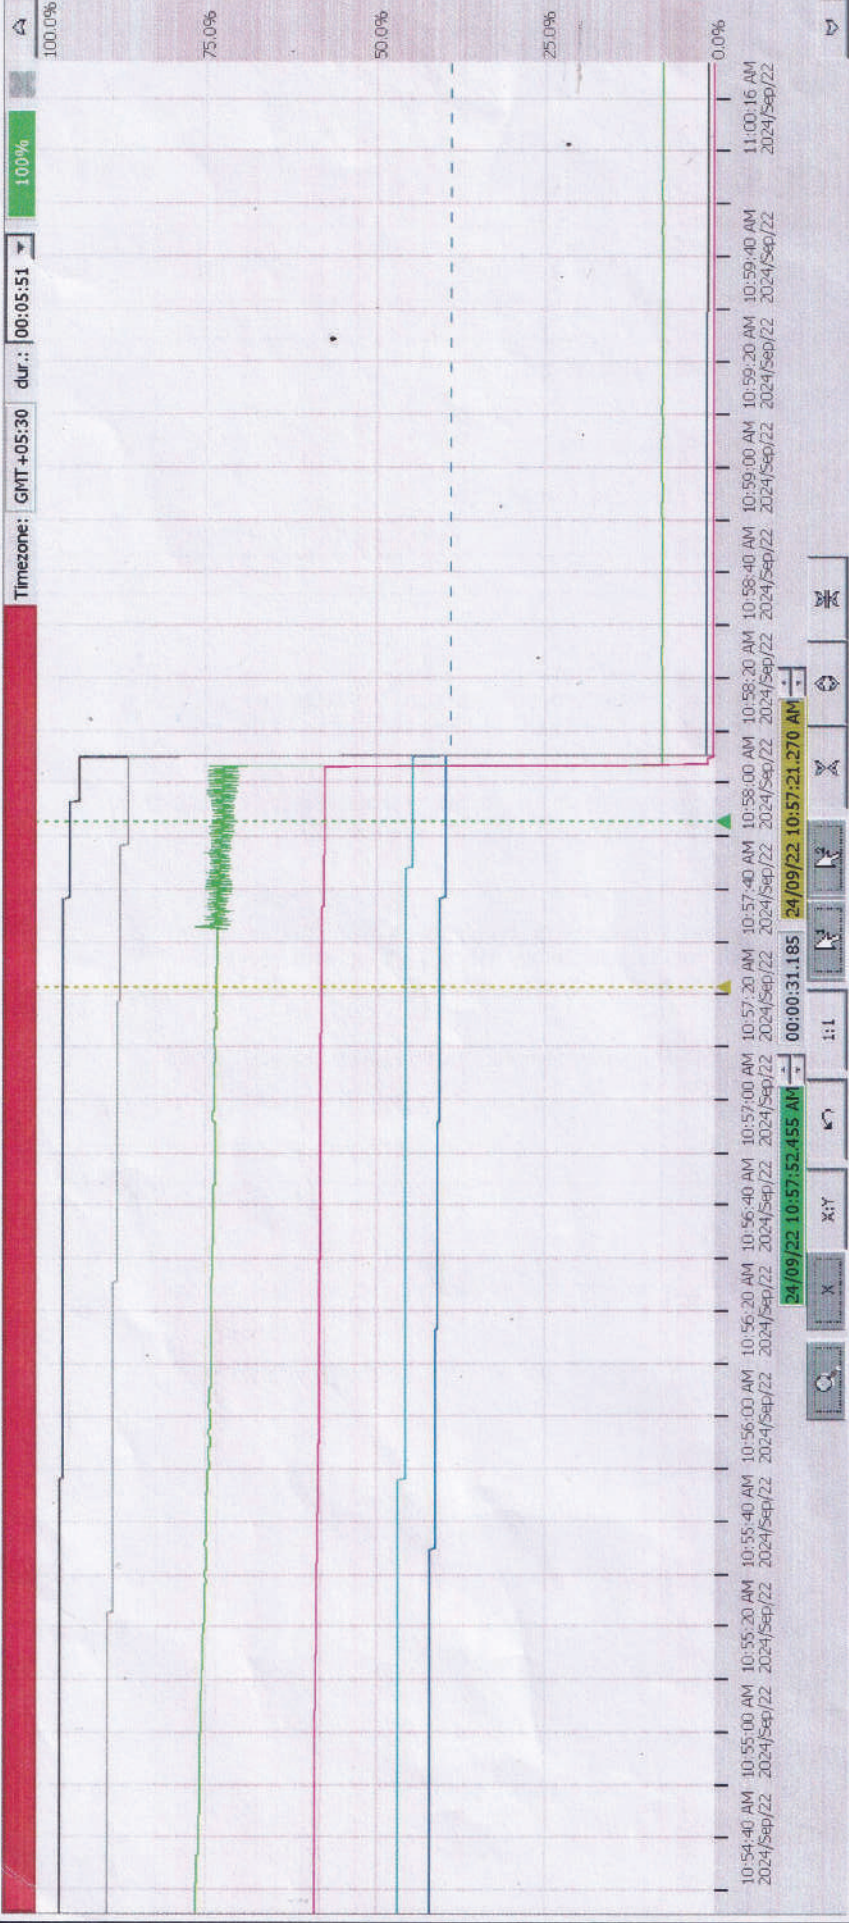 Timezone: GMT+05:30 dur.: 00:05:51 100%
100.0%
75.0%
50.0%
25.0%
0.0%
10:54:40 AM 10:55:00 AM 10:55:20 AM 10:55:40 AM 10:56:00 AM 10:56:20 AM 10:56:40 AM 10:57:00 AM 10:57:20 AM 10:57:40 AM 10:58:00 AM 10:58:20 AM 10:58:40 AM 10:59:00 AM 10:59:20 AM 10:59:40 AM 11:00:16 AM
2024/Sep/22 2024/Sep/22 2024/Sep/22 2024/Sep/22 2024/Sep/22 2024/Sep/22 2024/Sep/22 2024/Sep/22 2024/Sep/22 2024/Sep/22 2024/Sep/22 2024/Sep/22 2024/Sep/22 2024/Sep/22 2024/Sep/22 2024/Sep/22 2024/Sep/22
24/09/22 10:57:52.455 AM 00:00:31.185 24/09/22 10:57:21.270 AM
X X:Y 1:1 1 2